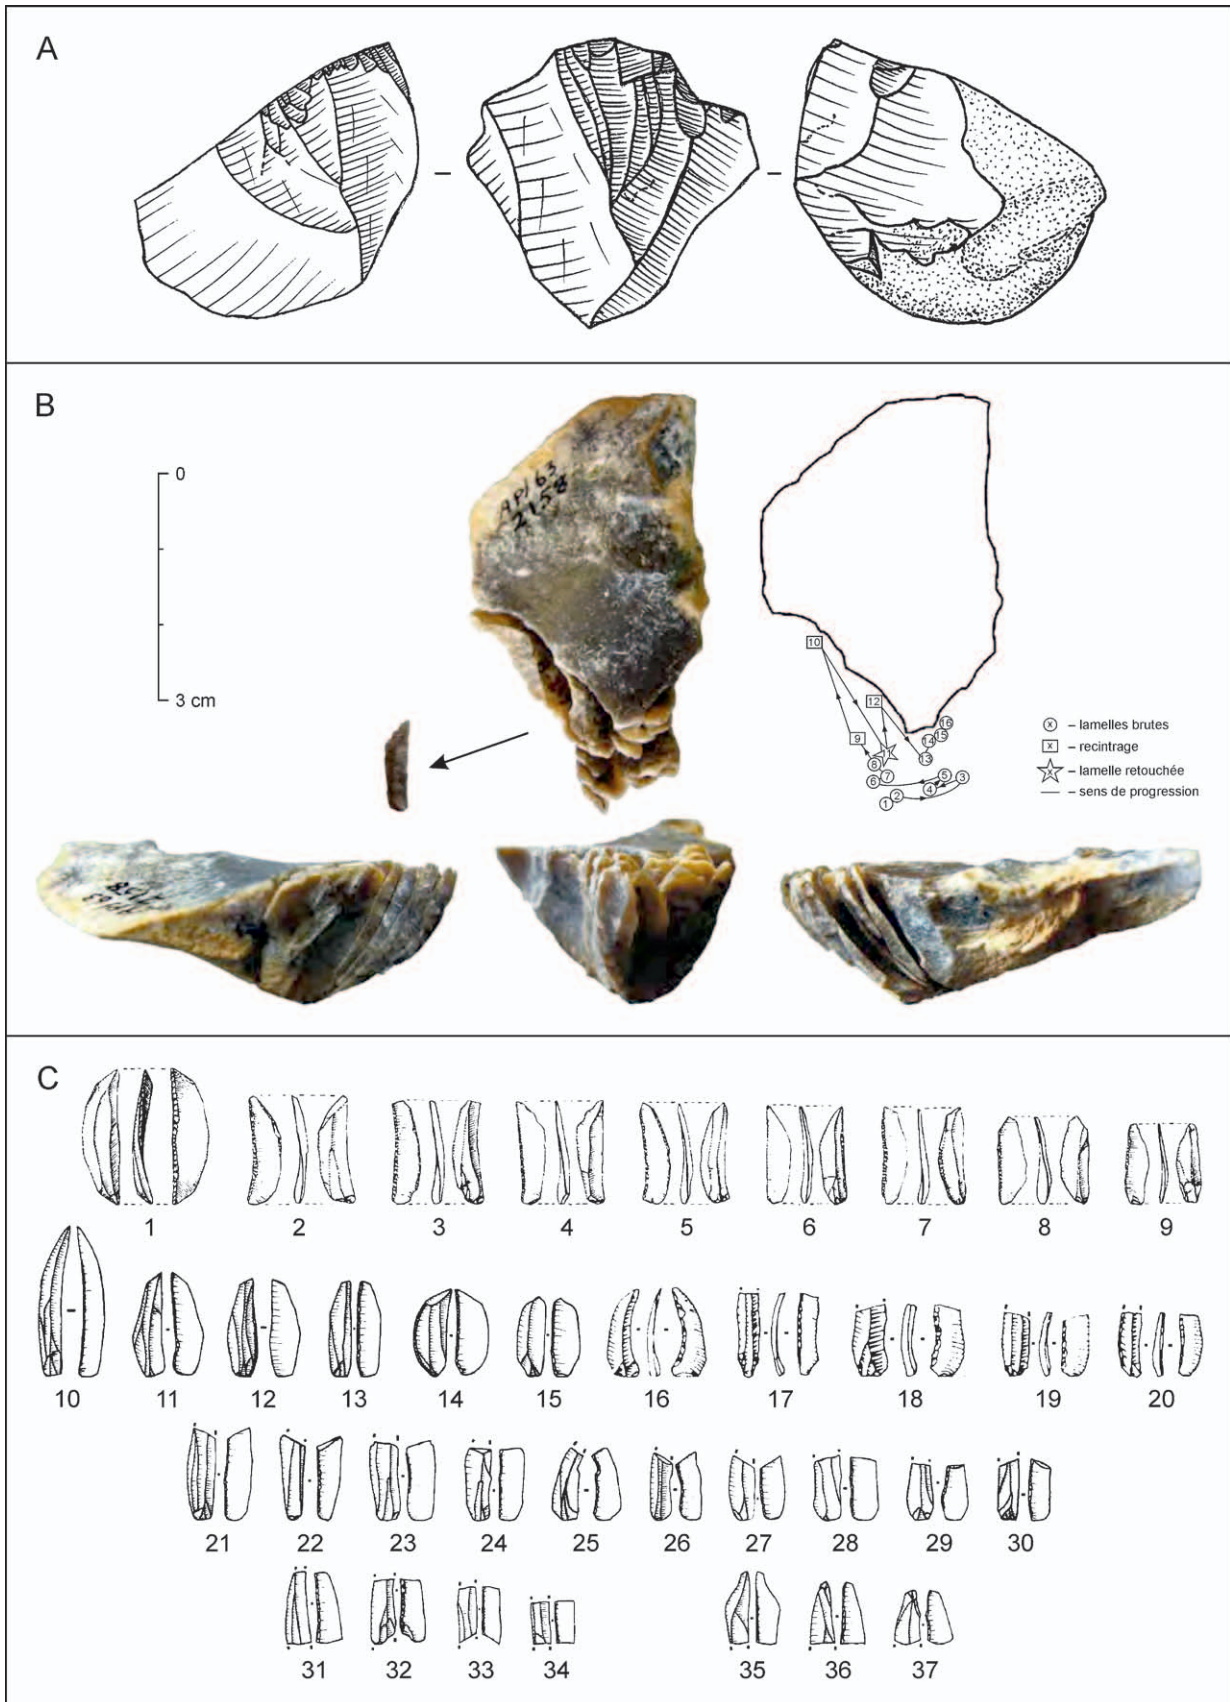 A
B
0
3 cm
AP/63
2158
10
12
16
15
14
13
9
11
8
7
6
5
3
4
2
1
x – lamelles brutes
x – recintrage
x – lamelle retouchée
– sens de progression
C
1 2 3 4 5 6 7 8 9
10 11 12 13 14 15 16 17 18 19 20
21 22 23 24 25 26 27 28 29 30
31 32 33 34 35 36 37